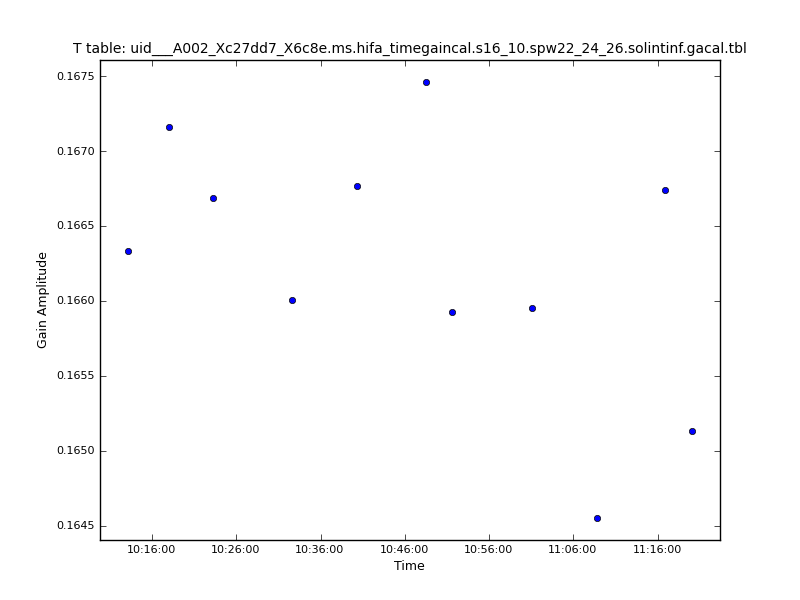 T table: uid___A002_Xc27dd7_X6c8e.ms.hifa_timegaincal.s16_10.spw22_24_26.solintinf.gacal.tbl
0.1675
0.1670
0.1665
0.1660
0.1655
0.1650
0.1645
Gain Amplitude
10:16:00 10:26:00 10:36:00 10:46:00 10:56:00 11:06:00 11:16:00
Time